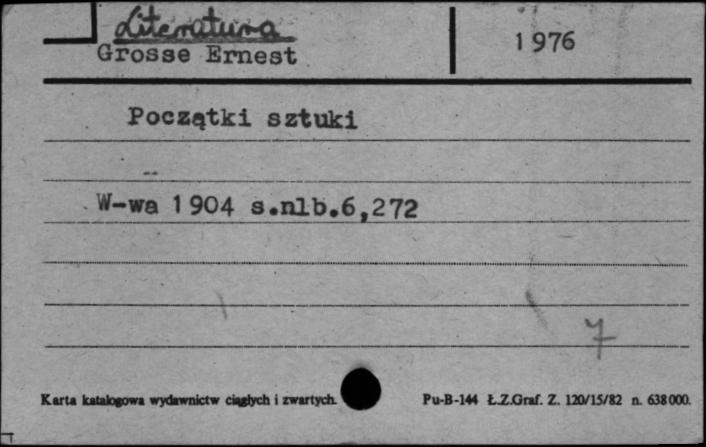 Literatura
Grosse Ernest
1976
Początki sztuki
W-wa 1904 s.nlb.6,272
7
Karta katalogowa wydawnictw ciągłych i zwartych.
Pu-B-144 Ł.Z.Graf. Z. 120/15/82 n. 638000.